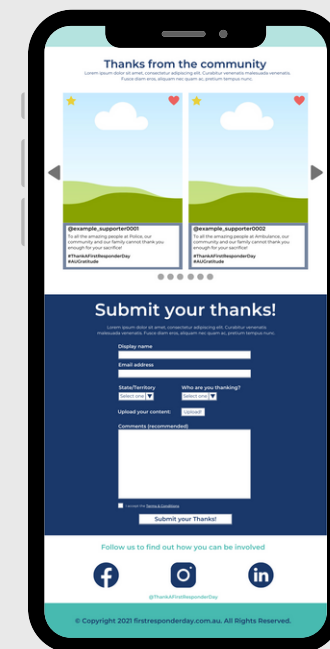 Thanks from the community
Lorem ipsum dolor sit amet, consectetur adipiscing elit. Curabitur venenatis malesuada venenatis.
Fusce diam eros, aliquam nec quam ac, pretium tempus nunc.
@example_supporter0001
To all the amazing people at Police, our
community and our family cannot thank you
enough for your sacrifice!
#ThankAFirstResponderDay
#AUGratitude
@example_supporter0002
To all the amazing people at Ambulance, our
community and our family cannot thank you
enough for your sacrifice!
#ThankAFirstResponderDay
#AUGratitude
Submit your thanks!
Lorem ipsum dolor sit amet, consectetur adipiscing elit. Curabitur venenatis
malesuada venenatis. Fusce diam eros, aliquam nec quam ac, pretium tempus nunc.
Display name
Email address
State/Territory
Who are you thanking?
Select one
Select one
Upload your content:
Upload!
Comments (recommended)
I accept the Terms & Conditions
Submit your Thanks!
Follow us to find out how you can be involved
@ThankAFirstResponderDay
© Copyright 2021 firstresponderday.com.au. All Rights Reserved.